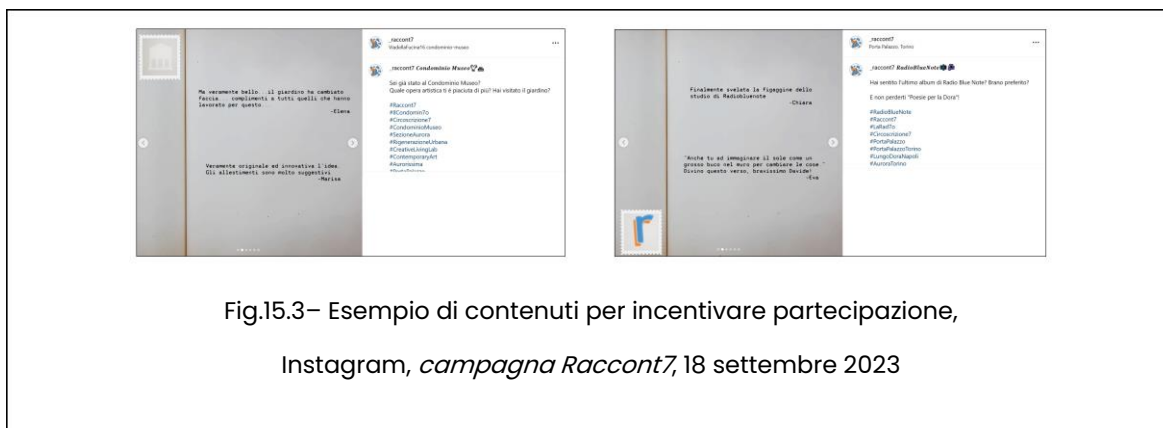 _raccont7
Viadellafucina16 condominio-museo
...
Ma veramente bello...il giardino ha cambiato
faccia...complimenti a tutti quelli che hanno
lavorato per questo.
-Elena
Veramente originale ed innovativa l'idea.
Gli allestimenti sono molto suggestivi
-Marisa
_raccont7 Condominio Museo
Sei già stato al Condominio Museo?
Quale opera artistica ti è piaciuta di più? Hai visitato il giardino?
#Raccont7
#IlCondomin7o
#Circoscrizione7
#CondominioMuseo
#SezioneAurora
#RigenerazioneUrbana
#CreativeLivingLab
#ContemporaryArt
#Aurorissima
#PortaPalazzo
_raccont7
Porta Palazzo, Torino
...
Finalmente svelata la figaggine dello
studio di Radiobluenote
-Chiara
"Anche tu ad immaginare il sole come un
grosso buco nel muro per cambiare le cose."
Divino questo verso, bravissimo Davide!
-Eva
r
_raccont7 RadioBlueNote
Hai sentito l'ultimo album di Radio Blue Note? Brano preferito?
E non perderti "Poesie per la Dora"!
#RadioBlueNote
#Raccont7
#LaRad7o
#Circoscrizione7
#PortaPalazzo
#PortaPalazzoTorino
#LungoDoraNapoli
#AuroraTorino
Fig.15.3– Esempio di contenuti per incentivare partecipazione,
Instagram, campagna Raccont7, 18 settembre 2023